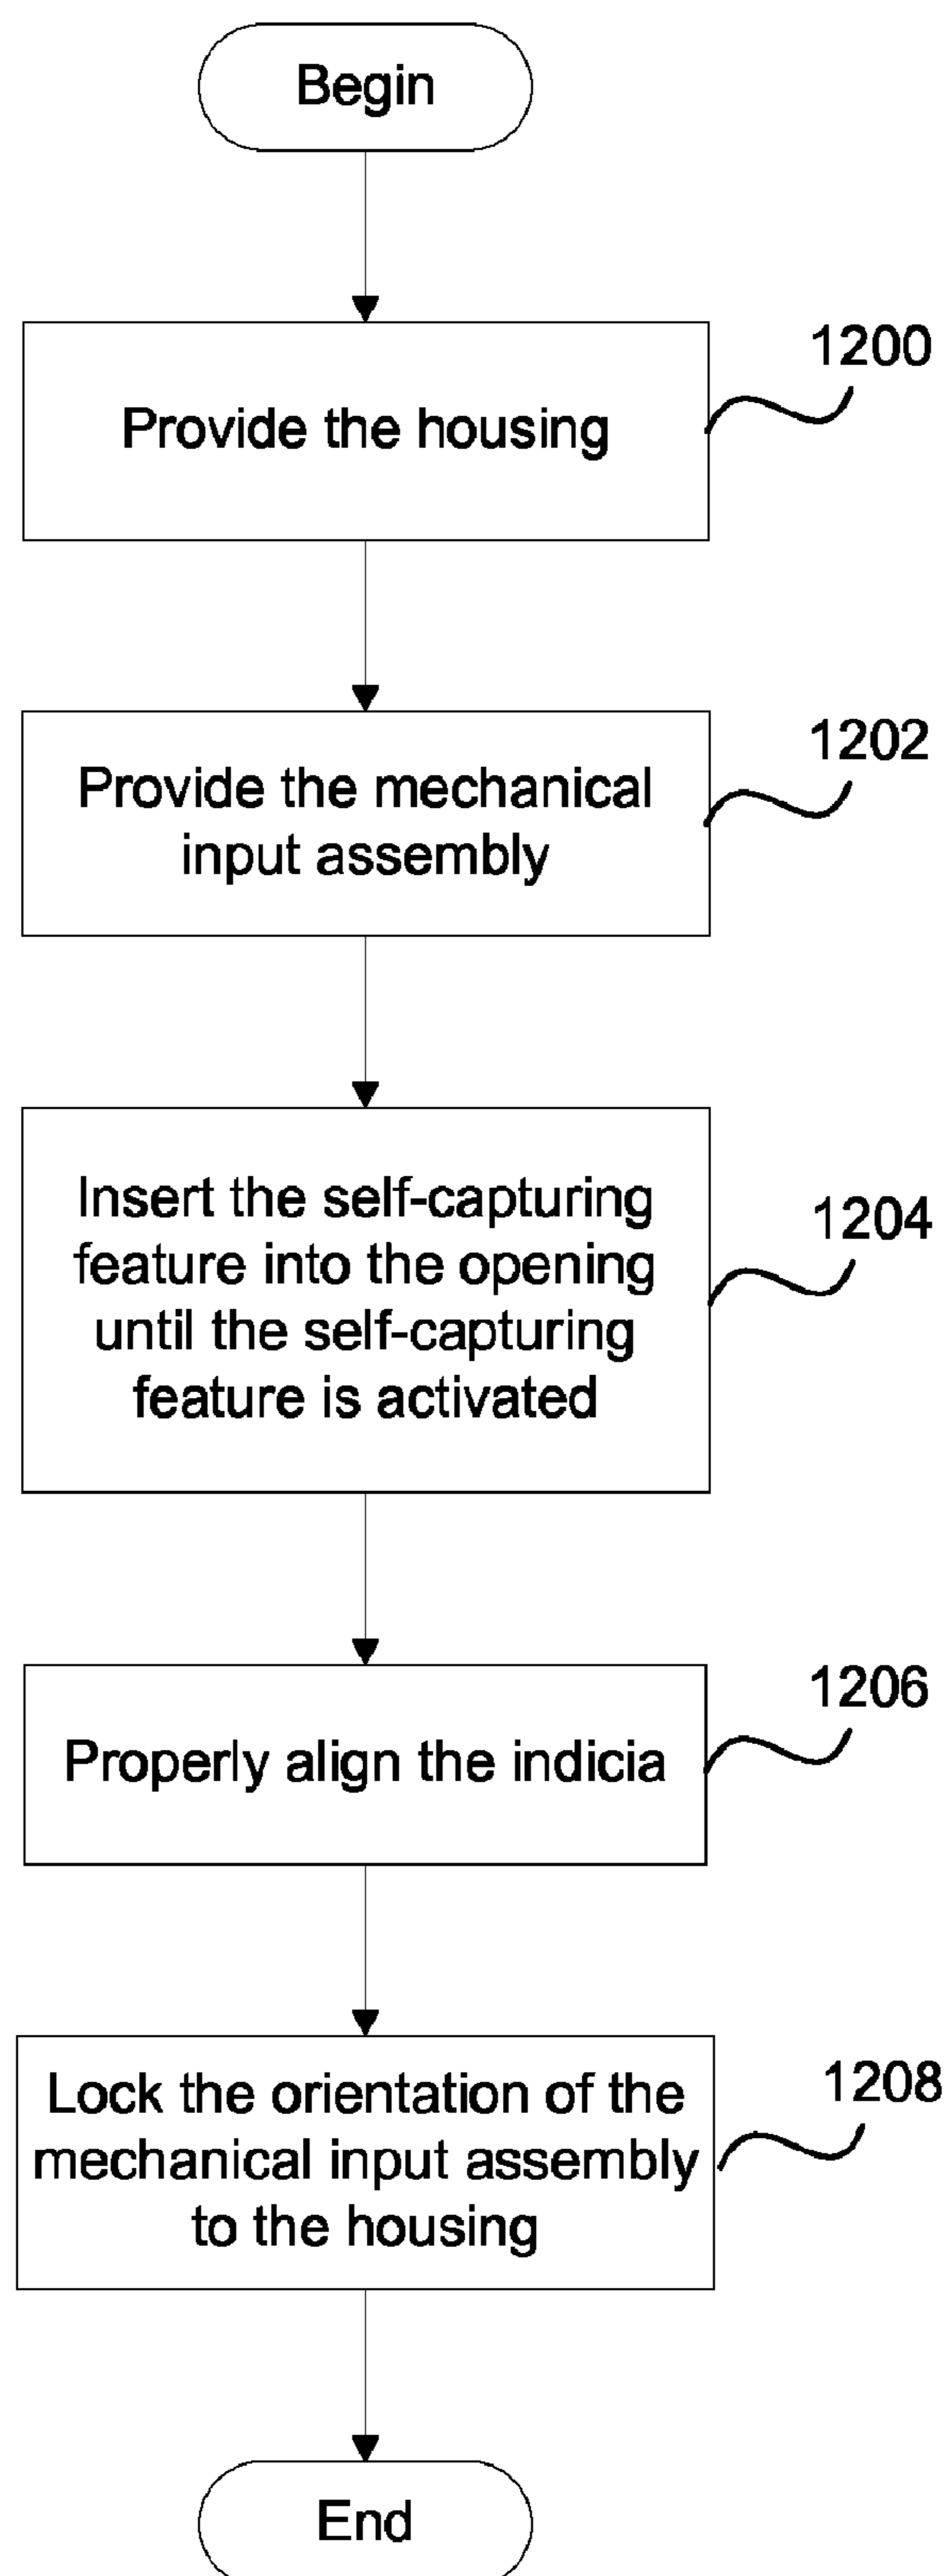 Begin
Provide the housing
1200
Provide the mechanical
input assembly
1202
Insert the self-capturing
feature into the opening
until the self-capturing
feature is activated
1204
Properly align the indicia
1206
Lock the orientation of the
mechanical input assembly
to the housing
1208
End